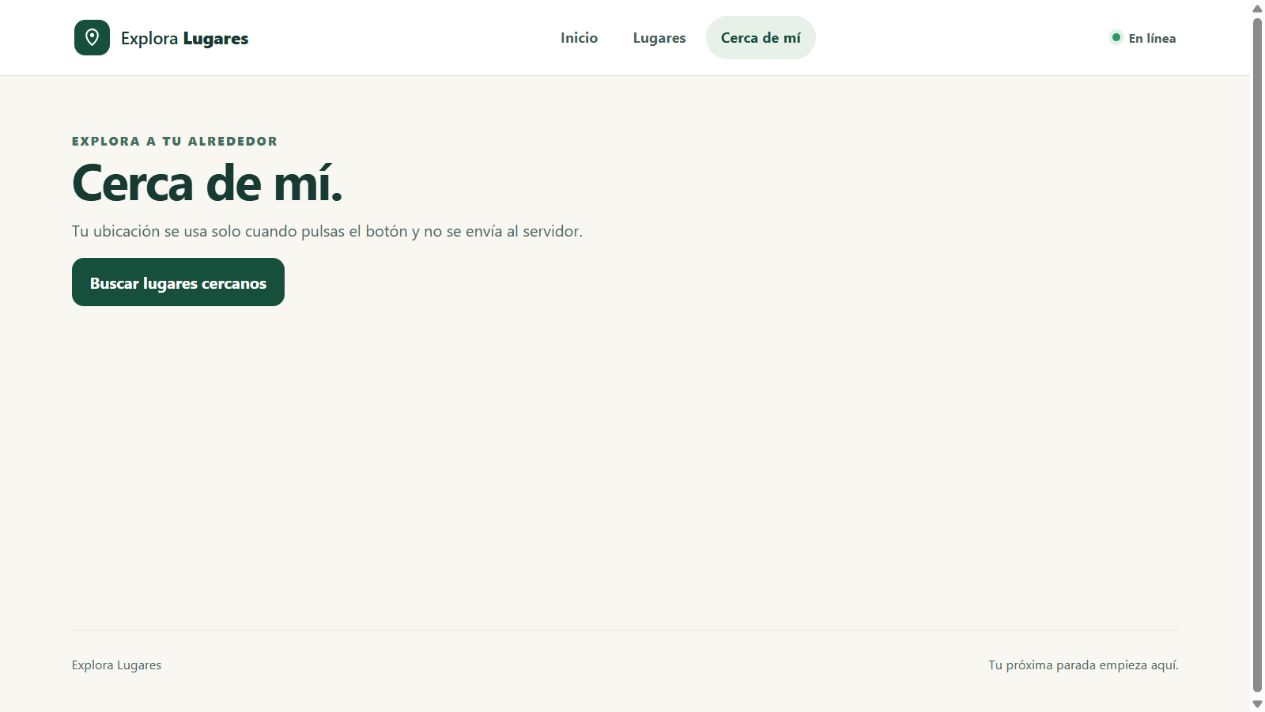 Explora Lugares
Inicio
Lugares
Cerca de mí
En línea
EXPLORA A TU ALREDEDOR
Cerca de mí.
Tu ubicación se usa solo cuando pulsas el botón y no se envía al servidor.
Buscar lugares cercanos
Explora Lugares
Tu próxima parada empieza aquí.